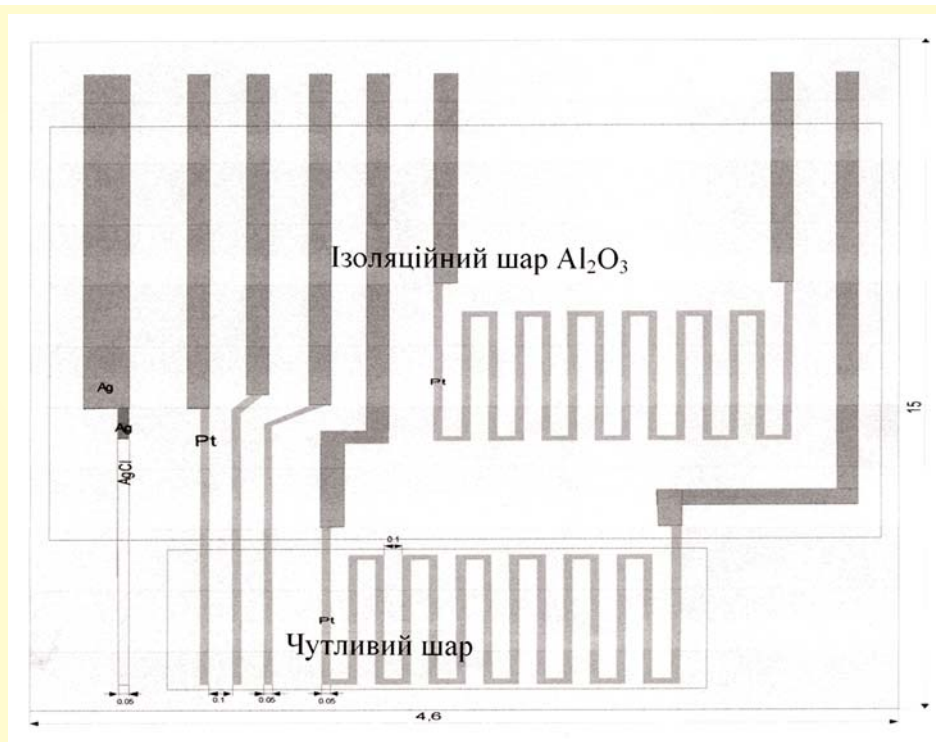 Ізоляційний шар Al₂O₃
Ag
Pt
Ag
Pt
AgCl
15
0.1
Pt
Чутливий шар
0.05
0.1
0.05
0.05
4,6